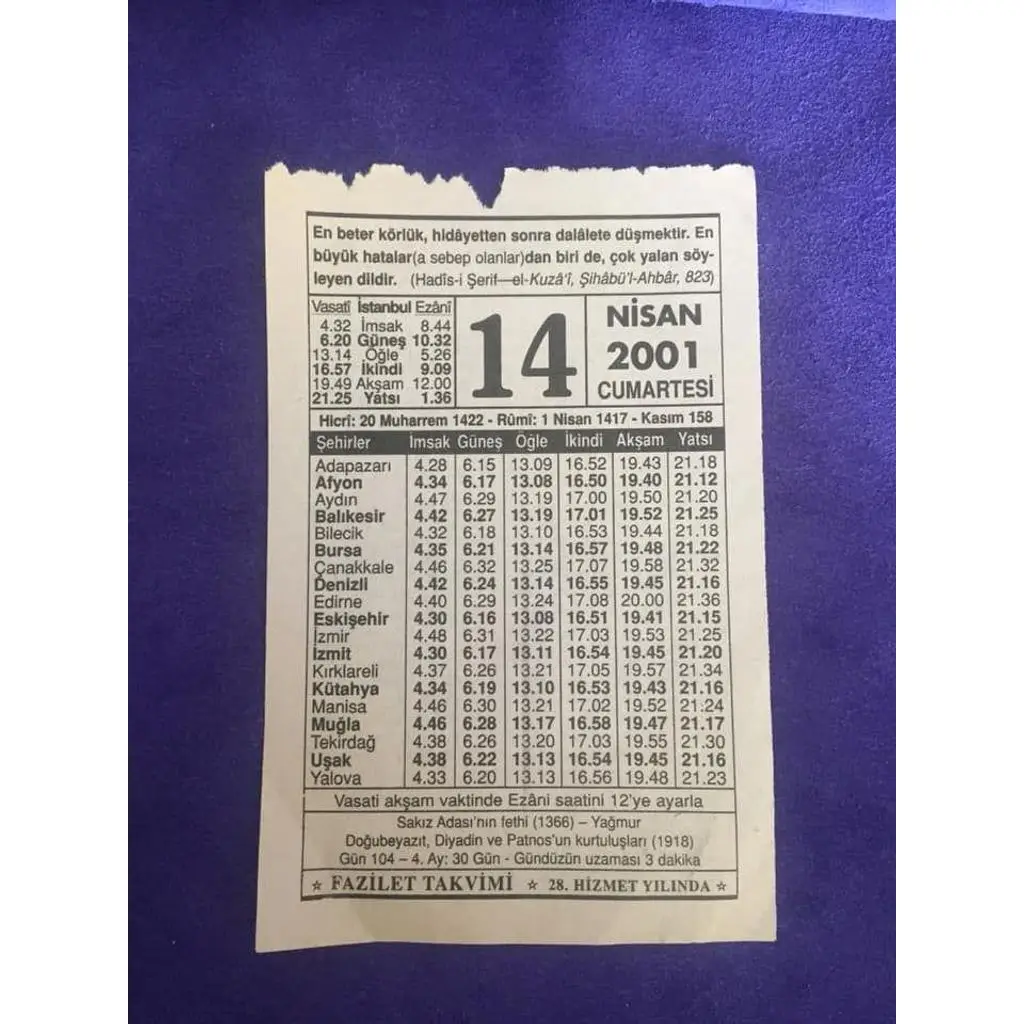 En beter körlük, hidâyetten sonra dalâlete düşmektir. En
büyük hatalar(a sebep olanlar)dan biri de, çok yalan söy-
leyen dildir. (Hadîs-i Şerif—el-Kuzâ'î, Şihâbü'l-Ahbâr, 823)
Vasatî İstanbul Ezânî
4.32 İmsak 8.44
6.20 Güneş 10.32
13.14 Öğle 5.26
16.57 İkindi 9.09
19.49 Akşam 12.00
21.25 Yatsı 1.36
14
NİSAN
2001
CUMARTESİ
Hicrî: 20 Muharrem 1422 - Rûmî: 1 Nisan 1417 - Kasım 158
Şehirler İmsak Güneş Öğle İkindi Akşam Yatsı
Adapazarı 4.28 6.15 13.09 16.52 19.43 21.18
Afyon 4.34 6.17 13.08 16.50 19.40 21.12
Aydın 4.47 6.29 13.19 17.00 19.50 21.20
Balıkesir 4.42 6.27 13.19 17.01 19.52 21.25
Bilecik 4.32 6.18 13.10 16.53 19.44 21.18
Bursa 4.35 6.21 13.14 16.57 19.48 21.22
Çanakkale 4.46 6.32 13.25 17.07 19.58 21.32
Denizli 4.42 6.24 13.14 16.55 19.45 21.16
Edirne 4.40 6.29 13.24 17.08 20.00 21.36
Eskişehir 4.30 6.16 13.08 16.51 19.41 21.15
İzmir 4.48 6.31 13.22 17.03 19.53 21.25
İzmit 4.30 6.17 13.11 16.54 19.45 21.20
Kırklareli 4.37 6.26 13.21 17.05 19.57 21.34
Kütahya 4.34 6.19 13.10 16.53 19.43 21.16
Manisa 4.46 6.30 13.21 17.02 19.52 21.24
Muğla 4.46 6.28 13.17 16.58 19.47 21.17
Tekirdağ 4.38 6.26 13.20 17.03 19.55 21.30
Uşak 4.38 6.22 13.13 16.54 19.45 21.16
Yalova 4.33 6.20 13.13 16.56 19.48 21.23
Vasati akşam vaktinde Ezâni saatini 12'ye ayarla
Sakız Adası'nın fethi (1366) – Yağmur
Doğubeyazıt, Diyadin ve Patnos'un kurtuluşları (1918)
Gün 104 – 4. Ay: 30 Gün - Gündüzün uzaması 3 dakika
☆ FAZİLET TAKVİMİ ☆ 28. HİZMET YILINDA ☆